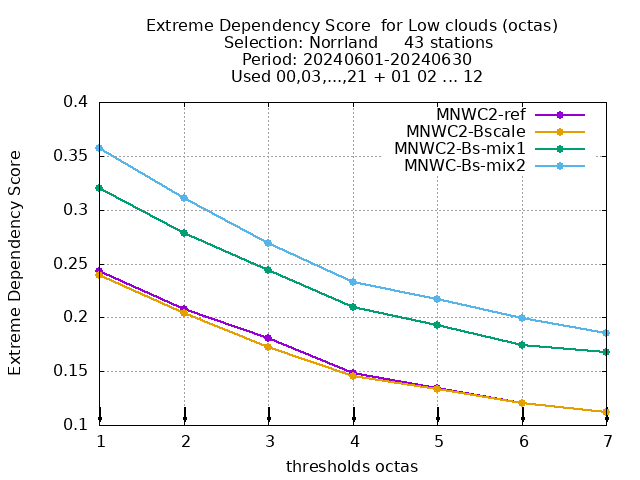 Extreme Dependency Score  for Low clouds (octas)
Selection: Norrland     43 stations
Period: 20240601-20240630
Used 00,03,...,21 + 01 02 ... 12
MNWC2-ref
MNWC2-Bscale
MNWC2-Bs-mix1
MNWC-Bs-mix2
Extreme Dependency Score
0.4
0.35
0.3
0.25
0.2
0.15
0.1
1 2 3 4 5 6 7
thresholds octas